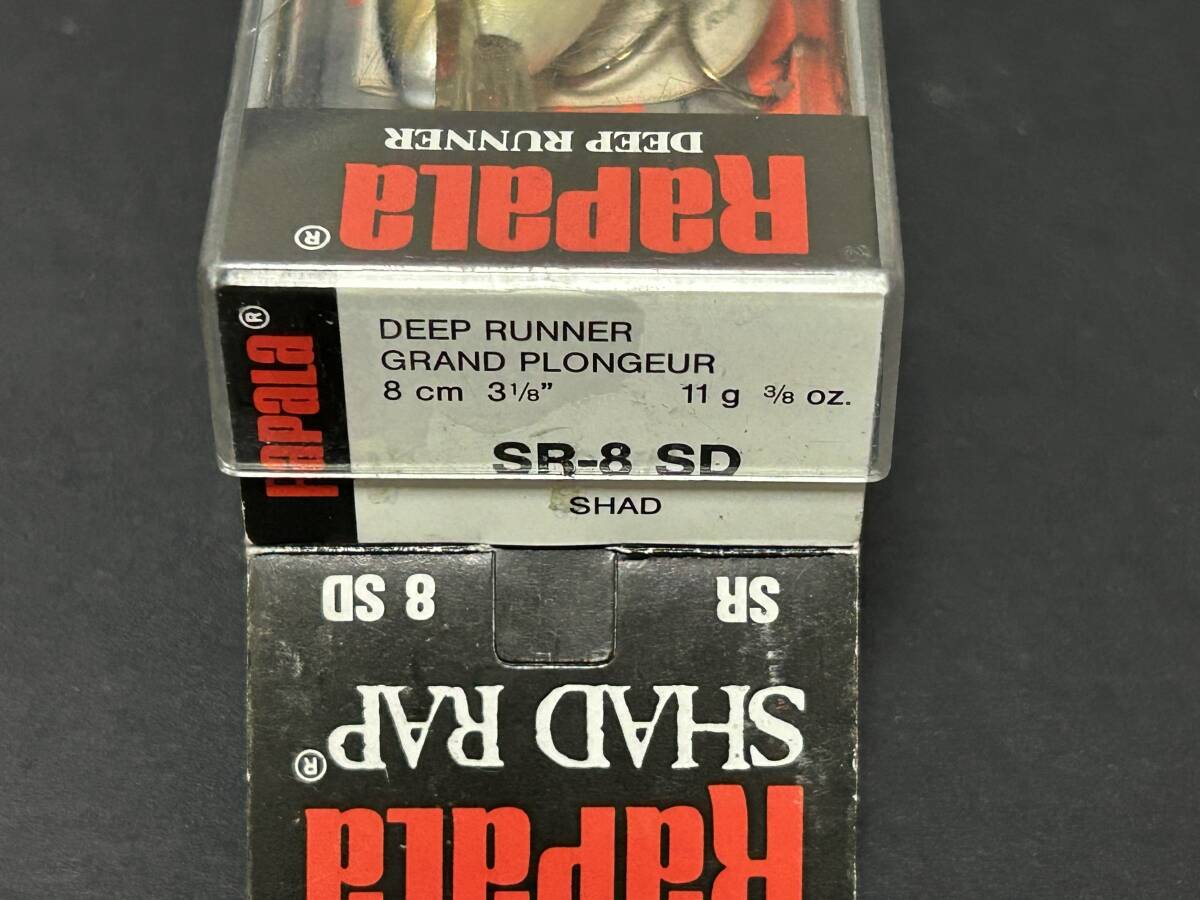 DEEP RUNNER
Rapala®
Rapala®
DEEP RUNNER
GRAND PLONGEUR
8 cm 3 1/8" 11 g 3/8 oz.
SR-8 SD
SHAD
SR 8 SD
SHAD RAP®
Rapala